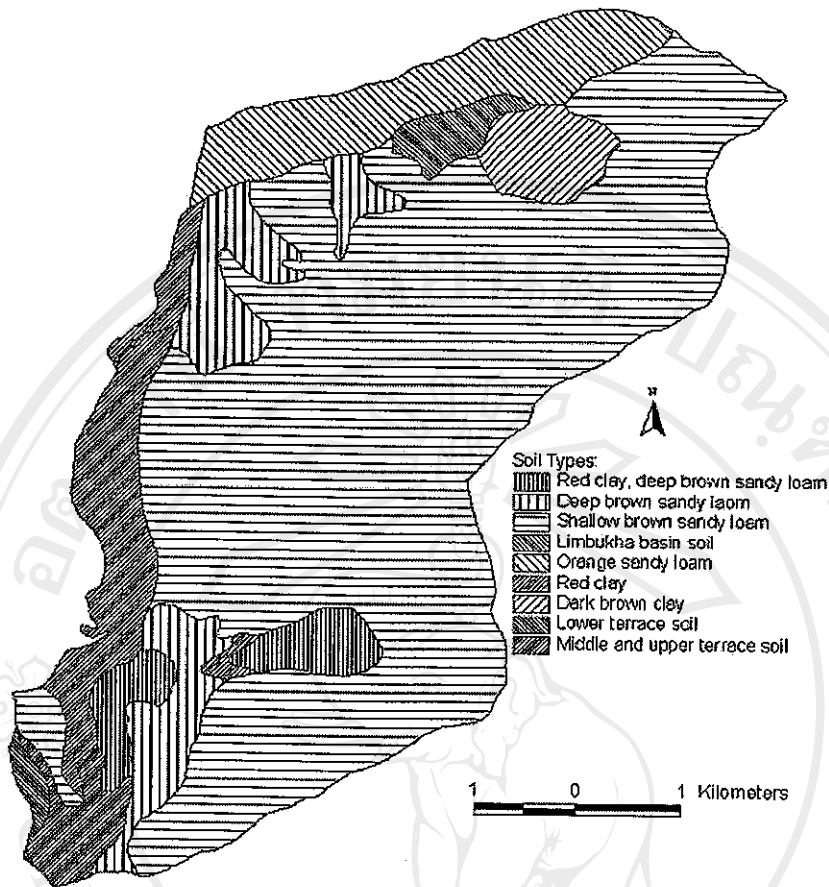 N
Soil Types:
Red clay, deep brown sandy loam
Deep brown sandy laom
Shallow brown sandy loam
Limbukha basin soil
Orange sandy loam
Red clay
Dark brown clay
Lower terrace soil
Middle and upper terrace soil
1 0 1 Kilometers